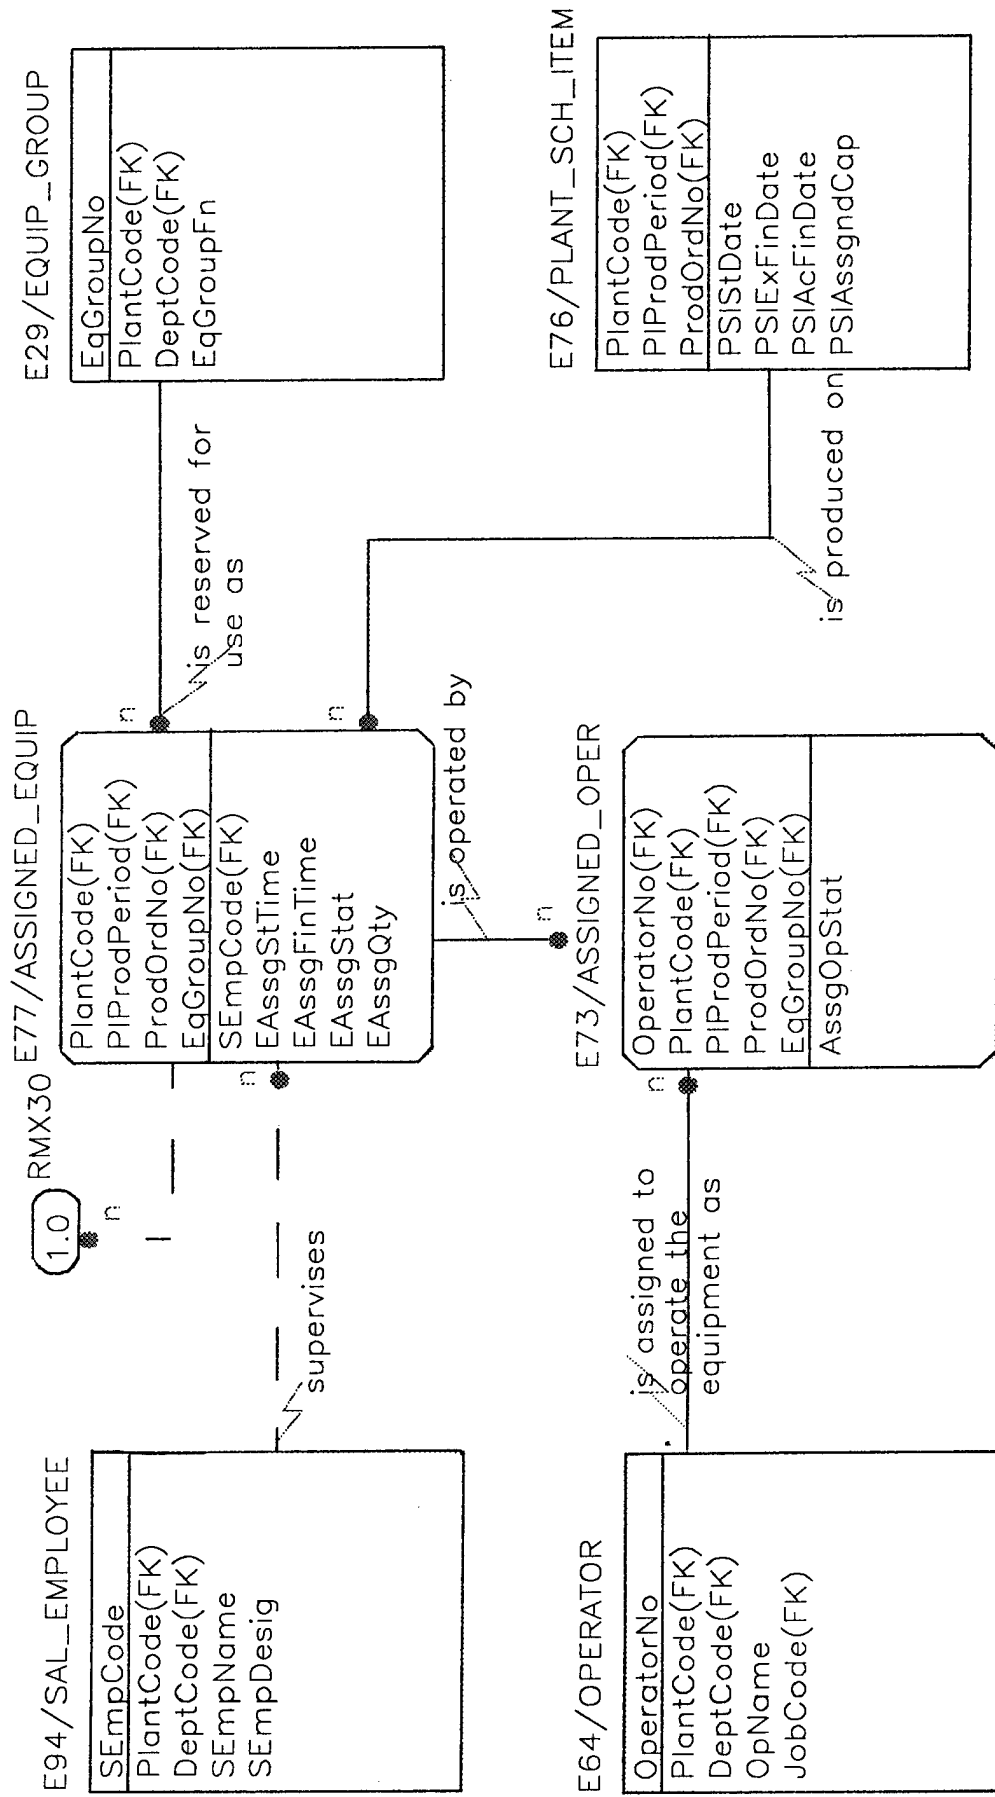 E94/SAL_EMPLOYEE
SEmpCode
PlantCode(FK)
DeptCode(FK)
SEmpName
SEmpDesig
supervises
1.0
RMX30
n
n
E77/ASSIGNED_EQUIP
PlantCode(FK)
PlProdPeriod(FK)
ProdOrdNo(FK)
EqGroupNo(FK)
SEmpCode(FK)
EAssgStTime
EAssgFinTime
EAssgStat
EAssgQty
n
n
is reserved for
use as
E29/EQUIP_GROUP
EqGroupNo
PlantCode(FK)
DeptCode(FK)
EqGroupFn
is operated by
n
E64/OPERATOR
OperatorNo
PlantCode(FK)
DeptCode(FK)
OpName
JobCode(FK)
is assigned to
operate the
equipment as
n
E73/ASSIGNED_OPER
OperatorNo(FK)
PlantCode(FK)
PlProdPeriod(FK)
ProdOrdNo(FK)
EqGroupNo(FK)
AssgOpStat
is produced on
E76/PLANT_SCH_ITEM
PlantCode(FK)
PlProdPeriod(FK)
ProdOrdNo(FK)
PSIStDate
PSIExFinDate
PSIAcFinDate
PSIAssgndCap